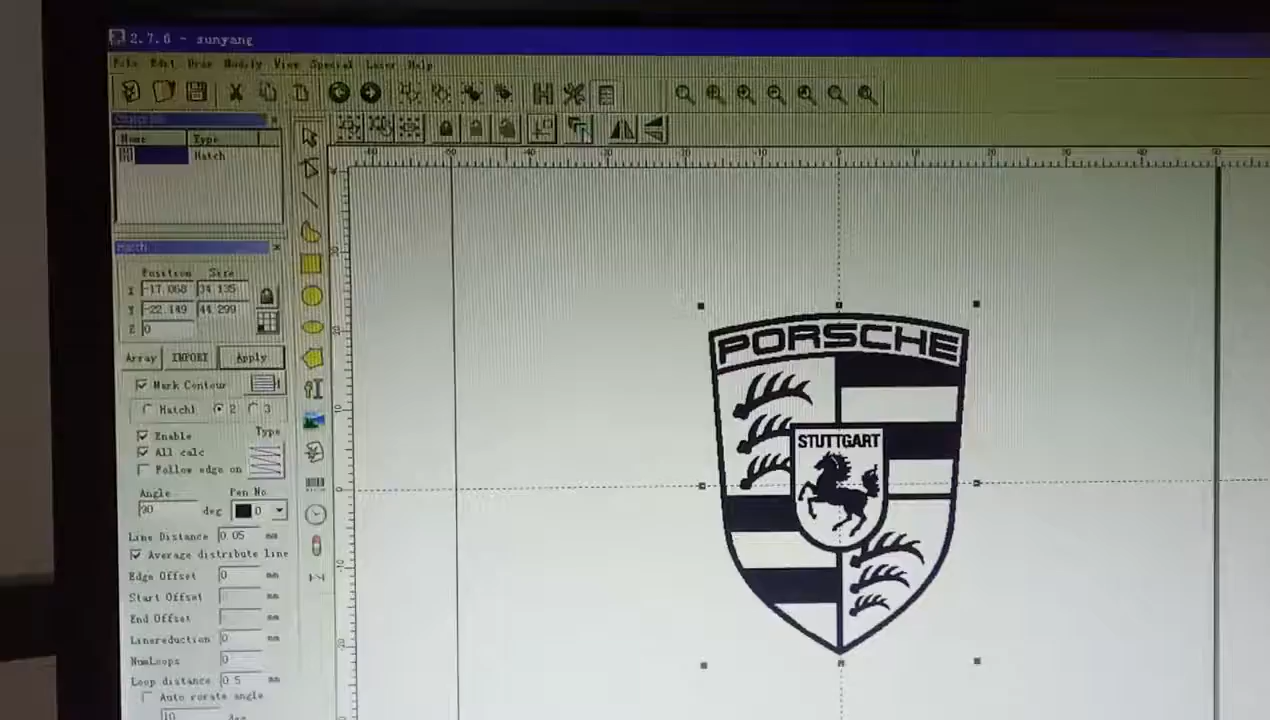 2.7.6 - sunyang
File Edit Draw Modify View Special Laser Help
Name Type
Hatch
Hatch
Position Size
X -17.068 34.135
Y -22.149 44.299
Z 0
Array IMPORT Apply
Mark Contour
Hatch1 2 3
Enable Type
All calc
Follow edge on
Angle Pen No
deg 0
Line Distance 0.05 mm
Average distribute line
Edge Offset 0 mm
Start Offset mm
End Offset mm
Linereduction 0 mm
NumLoops 0
Loop distance 0.5 mm
Auto rotate angle
10 deg
PORSCHE
STUTTGART